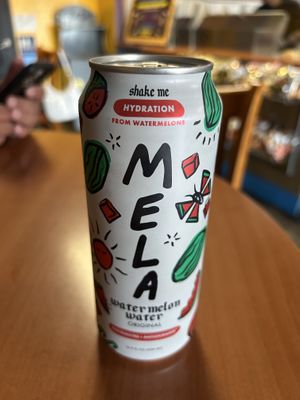 shake me
HYDRATION
FROM WATERMELONS
MELA
watermelon
water
ORIGINAL